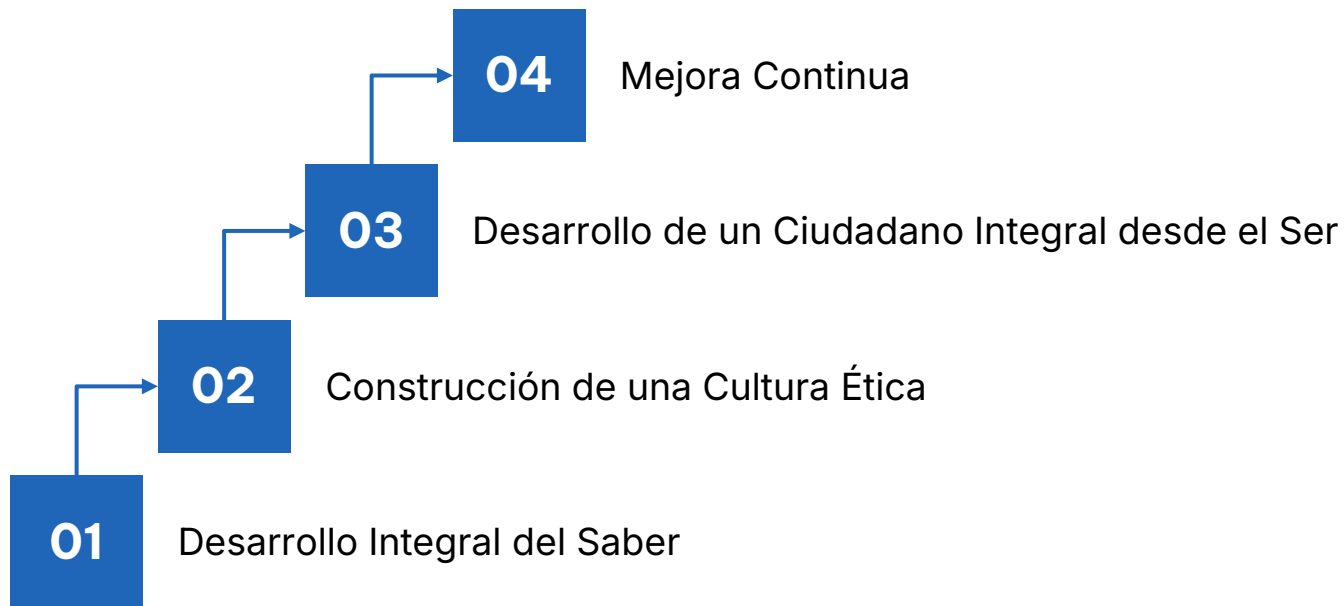 04 Mejora Continua
03 Desarrollo de un Ciudadano Integral desde el Ser
02 Construcción de una Cultura Ética
01 Desarrollo Integral del Saber